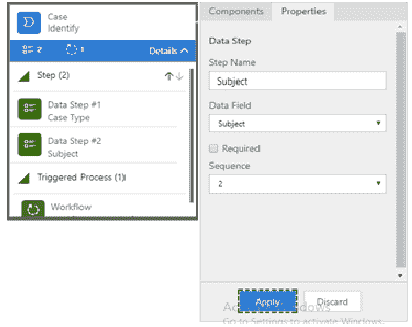 Case
Identify
2 1 Details
Step (2)
Data Step #1
Case Type
Data Step #2
Subject
Triggered Process (1)
Workflow
Components Properties
Data Step
Step Name
Subject
Data Field
Subject
Required
Sequence
2
Apply Discard
Go to Settings to activate Windows.